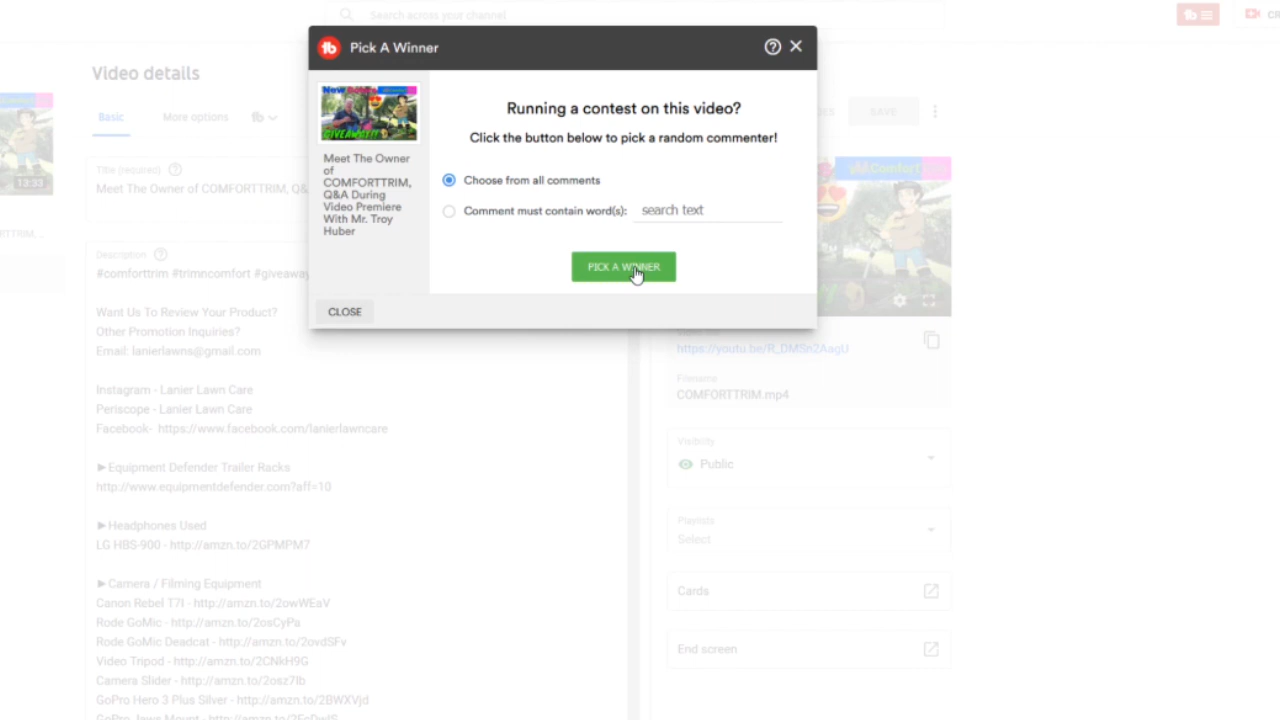 Search across your channel
Pick A Winner
Video details
Basic
More options
SAVE
Running a contest on this video?
Click the button below to pick a random commenter!
Choose from all comments
Comment must contain word(s): search text
PICK A WINNER
CLOSE
Meet The Owner
of
COMFORTTRIM,
Q&A During
Video Premiere
With Mr. Troy
Huber
13:33
Title (required)
Meet The Owner of COMFORTTRIM, Q&
Description
#comforttrim #trimncomfort #giveaway
Want Us To Review Your Product?
Other Promotion Inquiries?
Email: lanierlawns@gmail.com
Instagram - Lanier Lawn Care
Periscope - Lanier Lawn Care
Facebook- https://www.facebook.com/lanierlawncare
►Equipment Defender Trailer Racks
http://www.equipmentdefender.com?aff=10
►Headphones Used
LG HBS-900 - http://amzn.to/2GPMPM7
►Camera / Filming Equipment
Canon Rebel T7I - http://amzn.to/2owWEaV
Rode GoMic - http://amzn.to/2osCyPa
Rode GoMic Deadcat - http://amzn.to/2ovdSFv
Video Tripod - http://amzn.to/2CNkH9G
Camera Slider - http://amzn.to/2osz7Ib
GoPro Hero 3 Plus Silver - http://amzn.to/2BWXVjd
https://youtu.be/R_DMSn2AagU
Filename
COMFORTTRIM.mp4
Visibility
Public
Playlists
Select
Cards
End screen